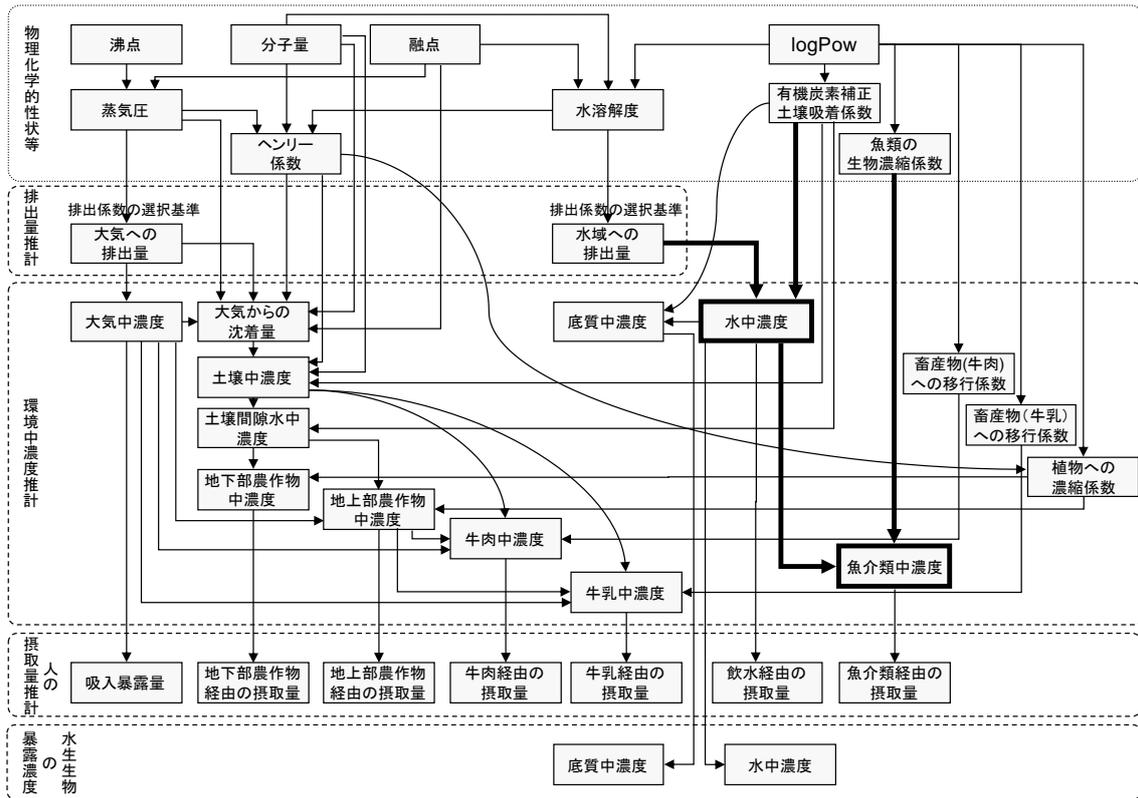 物理化学的性状等
沸点
分子量
融点
logPow
蒸気圧
水溶解度
有機炭素補正
土壌吸着係数
ヘンリー
係数
魚類の
生物濃縮係数
排出量推計
排出係数の選択基準
大気への
排出量
排出係数の選択基準
水域への
排出量
環境中濃度推計
大気中濃度
大気からの
沈着量
底質中濃度
水中濃度
土壌中濃度
畜産物(牛肉)
への移行係数
土壌間隙水中
濃度
畜産物(牛乳)
への移行係数
地下部農作物
中濃度
植物への
濃縮係数
地上部農作物
中濃度
牛肉中濃度
魚介類中濃度
牛乳中濃度
人の
摂取量推計
吸入暴露量
地下部農作物
経由の摂取量
地上部農作物
経由の摂取量
牛肉経由の
摂取量
牛乳経由の
摂取量
飲水経由の
摂取量
魚介類経由の
摂取量
水生生物
の
暴露濃度
底質中濃度
水中濃度